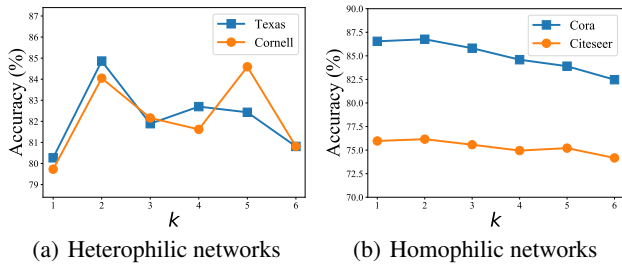 87
86
85
84
83
82
81
80
79
Accuracy (%)
Texas
Cornell
1 2 3 4 5 6
k
(a) Heterophilic networks
90.0
87.5
85.0
82.5
80.0
77.5
75.0
72.5
70.0
Accuracy (%)
Cora
Citeseer
1 2 3 4 5 6
k
(b) Homophilic networks